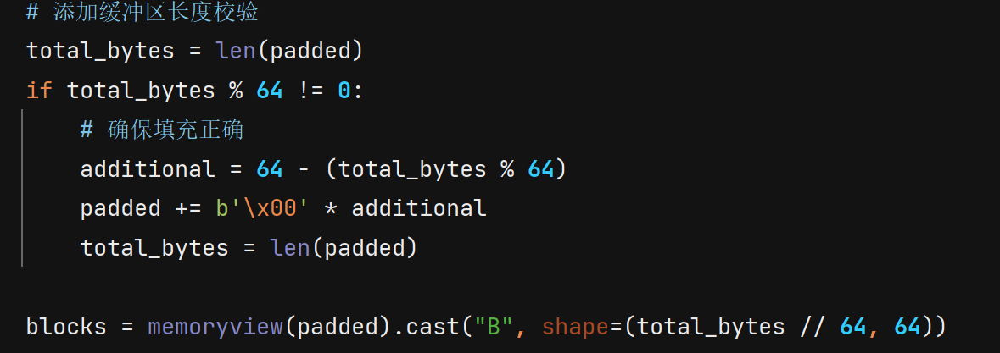 # 添加缓冲区长度校验
total_bytes = len(padded)
if total_bytes % 64 != 0:
    # 确保填充正确
    additional = 64 - (total_bytes % 64)
    padded += b'\x00' * additional
    total_bytes = len(padded)
blocks = memoryview(padded).cast("B", shape=(total_bytes // 64, 64))